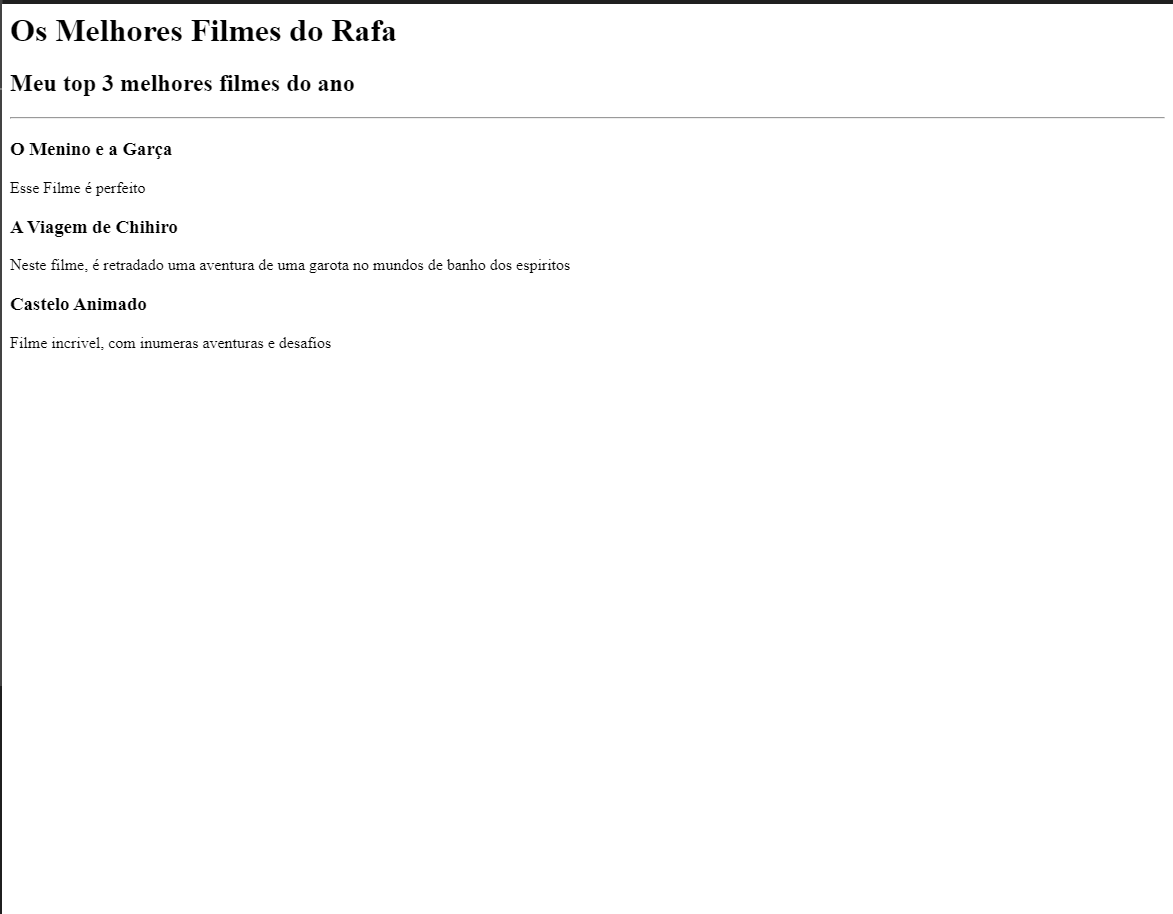 Os Melhores Filmes do Rafa
Meu top 3 melhores filmes do ano
O Menino e a Garça
Esse Filme é perfeito
A Viagem de Chihiro
Neste filme, é retradado uma aventura de uma garota no mundos de banho dos espiritos
Castelo Animado
Filme incrivel, com inumeras aventuras e desafios